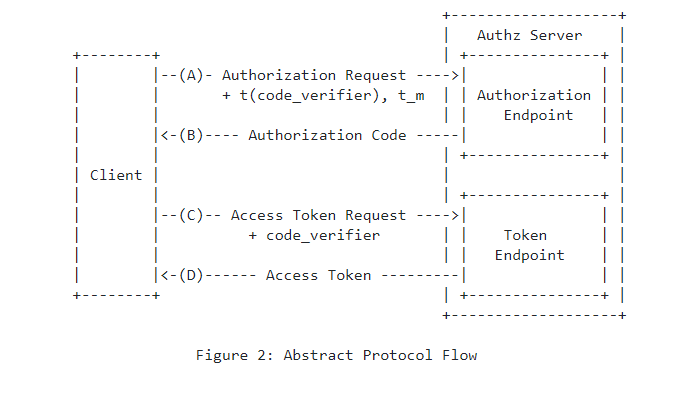 +-------------------+
                                          |   Authz Server    |
+--------+                                | +---------------+ |
|        |--(A)- Authorization Request ---->|               | |
|        |       + t(code_verifier), t_m  | | Authorization | |
|        |                                | |    Endpoint   | |
|        |<-(B)---- Authorization Code -----|               | |
|        |                                | +---------------+ |
| Client |                                |                   |
|        |                                | +---------------+ |
|        |--(C)-- Access Token Request ---->|               | |
|        |          + code_verifier       | |    Token      | |
|        |                                | |   Endpoint    | |
|        |<-(D)------ Access Token ---------|               | |
+--------+                                | +---------------+ |
                                          +-------------------+

Figure 2: Abstract Protocol Flow